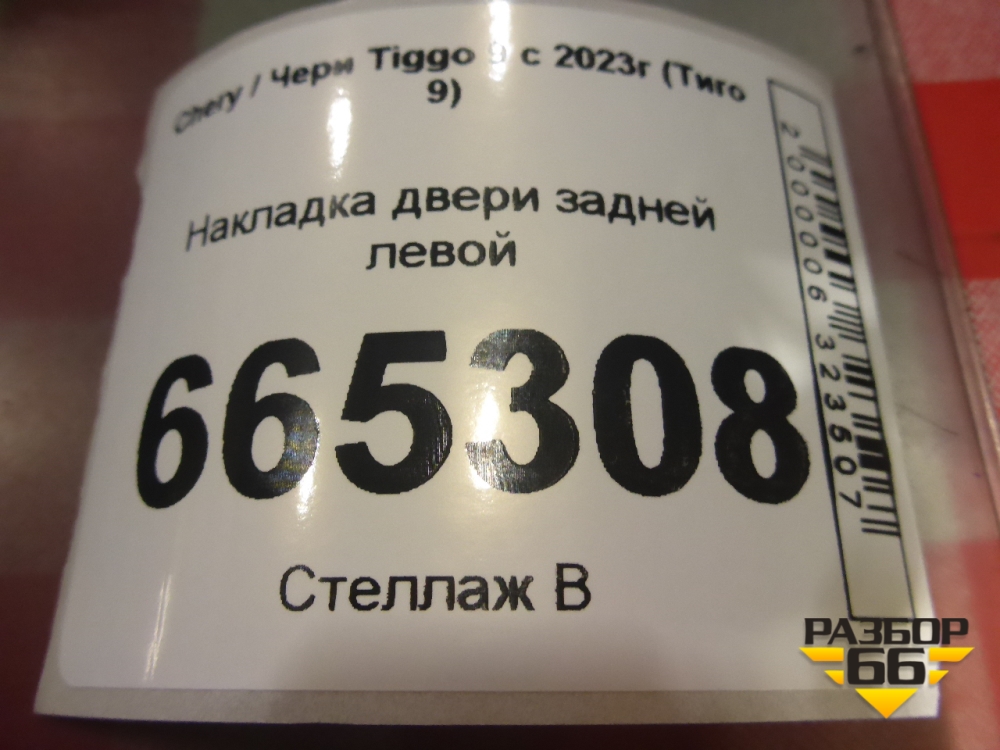 Chery / Чери Tiggo 9 с 2023г (Тиго
9)
Накладка двери задней
левой
665308
Стеллаж В
2000006323607
РАЗБОР
66